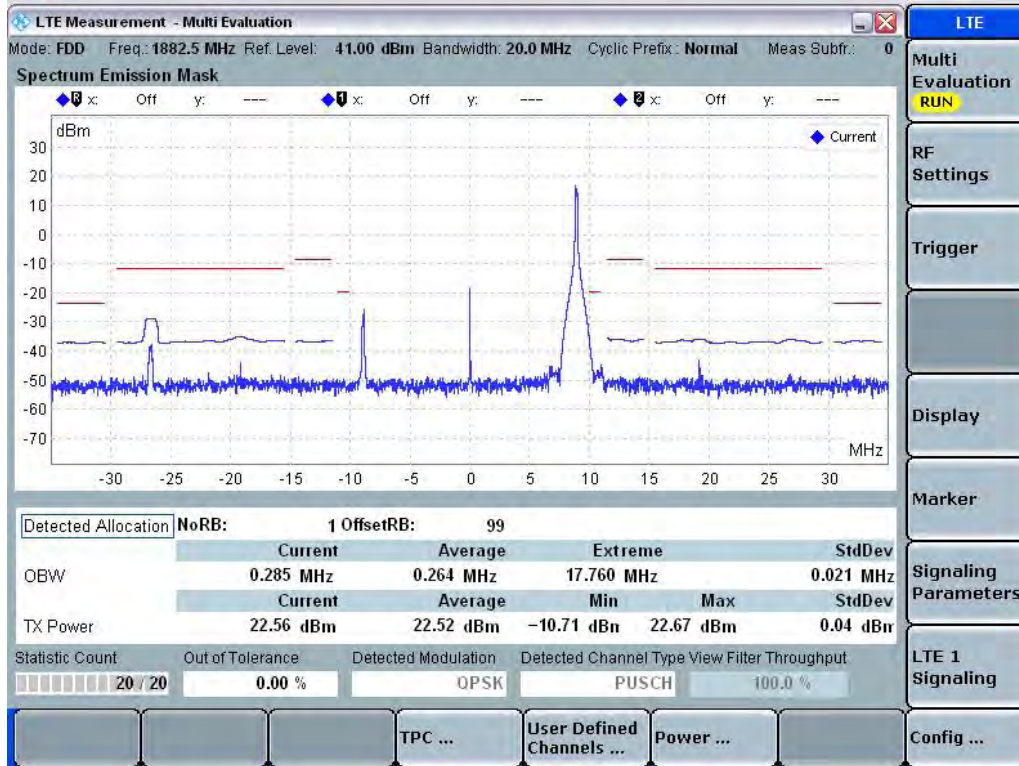 LTE Measurement - Multi Evaluation
LTE
Mode: FDD Freq.: 1882.5 MHz Ref. Level: 41.00 dBm Bandwidth: 20.0 MHz Cyclic Prefix: Normal Meas Subfr.: 0
Spectrum Emission Mask
R x: Off y: --- 1 x: Off y: --- 2 x: Off y: ---
dBm
Current
30
20
10
0
-10
-20
-30
-40
-50
-60
-70
MHz
-30 -25 -20 -15 -10 -5 0 5 10 15 20 25 30
Detected Allocation NoRB: 1 OffsetRB: 99
Current Average Extreme StdDev
OBW 0.285 MHz 0.264 MHz 17.760 MHz 0.021 MHz
Current Average Min Max StdDev
TX Power 22.56 dBm 22.52 dBm -10.71 dBm 22.67 dBm 0.04 dBm
Statistic Count Out of Tolerance Detected Modulation Detected Channel Type View Filter Throughput
20 / 20 0.00 % QPSK PUSCH 100.0 %
Multi Evaluation
RUN
RF Settings
Trigger
Display
Marker
Signaling Parameters
LTE 1 Signaling
TPC ...
User Defined Channels ...
Power ...
Config ...